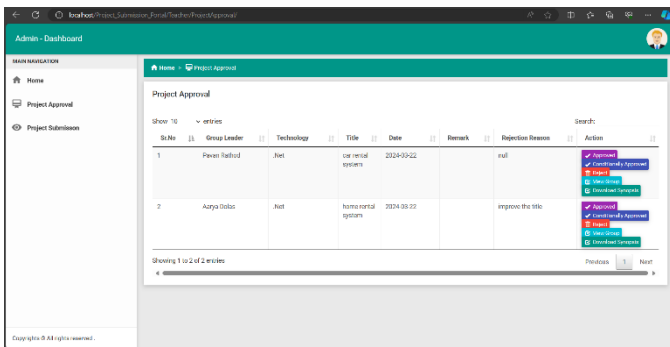 localhost/Project_Submission_Portal/Teacher/ProjectApproval/
Admin - Dashboard
MAIN NAVIGATION
Home
Project Approval
Project Submisson
Home > Project Approval
Project Approval
Show 10 entries
Search:
Sr.No Group Leader Technology Title Date Remark Rejection Reason Action
1 Pavan Rathod .Net car rental system 2024-03-22 null
Approved
Conditionally Approved
Reject
View Group
Download Synopsis
2 Aarya Dolas .Net home rental system 2024-03-22 improve the title
Approved
Conditionally Approved
Reject
View Group
Download Synopsis
Showing 1 to 2 of 2 entries
Previous 1 Next
Copyrights © All rights reserved.